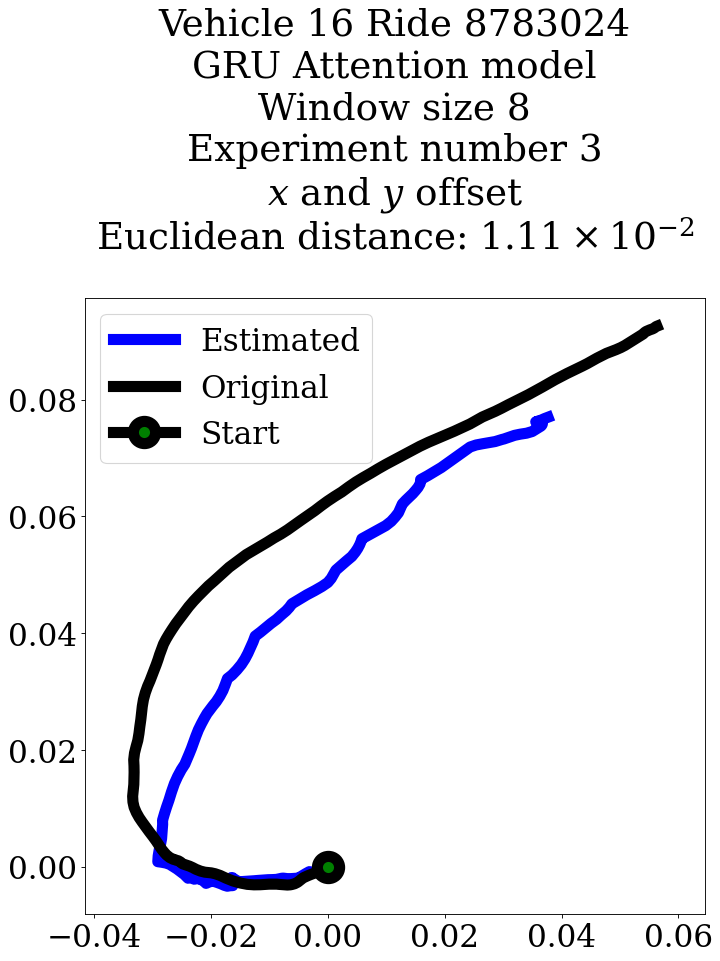 Vehicle 16 Ride 8783024
GRU Attention model
Window size 8
Experiment number 3
x and y offset
Euclidean distance: 1.11 × 10⁻²
Estimated
Original
Start
0.08
0.06
0.04
0.02
0.00
−0.04 −0.02 0.00 0.02 0.04 0.06